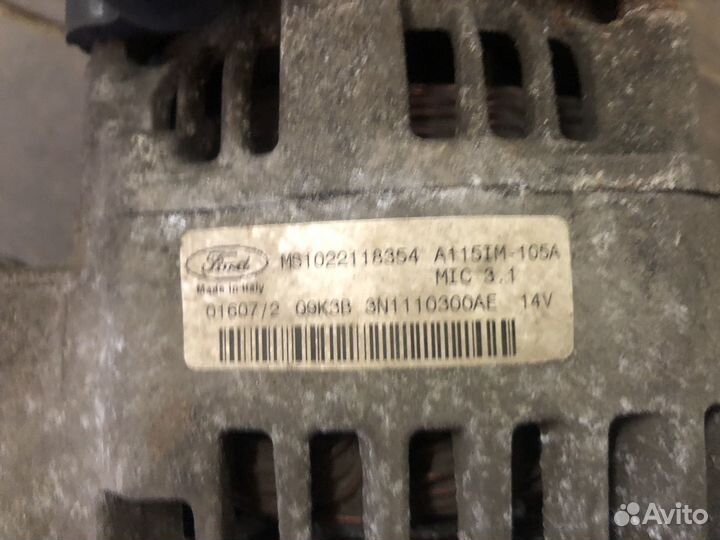 Ford MS1022118354 A115IM-105A
Made in Italy MIC 3.1
01607/2 09K3B 3N1110300AE 14V
Avito